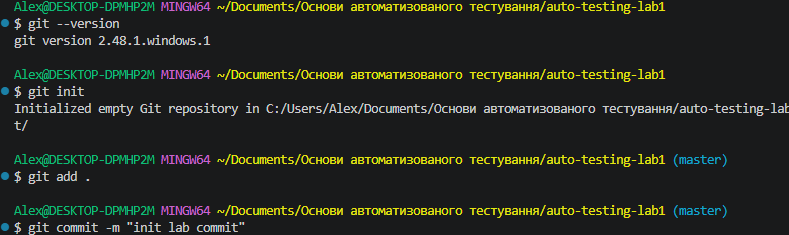 Alex@DESKTOP-DPMHP2M MINGW64 ~/Documents/Основи автоматизованого тестування/auto-testing-lab1
$ git --version
git version 2.48.1.windows.1
Alex@DESKTOP-DPMHP2M MINGW64 ~/Documents/Основи автоматизованого тестування/auto-testing-lab1
$ git init
Initialized empty Git repository in C:/Users/Alex/Documents/Основи автоматизованого тестування/auto-testing-lab
t/
Alex@DESKTOP-DPMHP2M MINGW64 ~/Documents/Основи автоматизованого тестування/auto-testing-lab1 (master)
$ git add .
Alex@DESKTOP-DPMHP2M MINGW64 ~/Documents/Основи автоматизованого тестування/auto-testing-lab1 (master)
$ git commit -m "init lab commit"